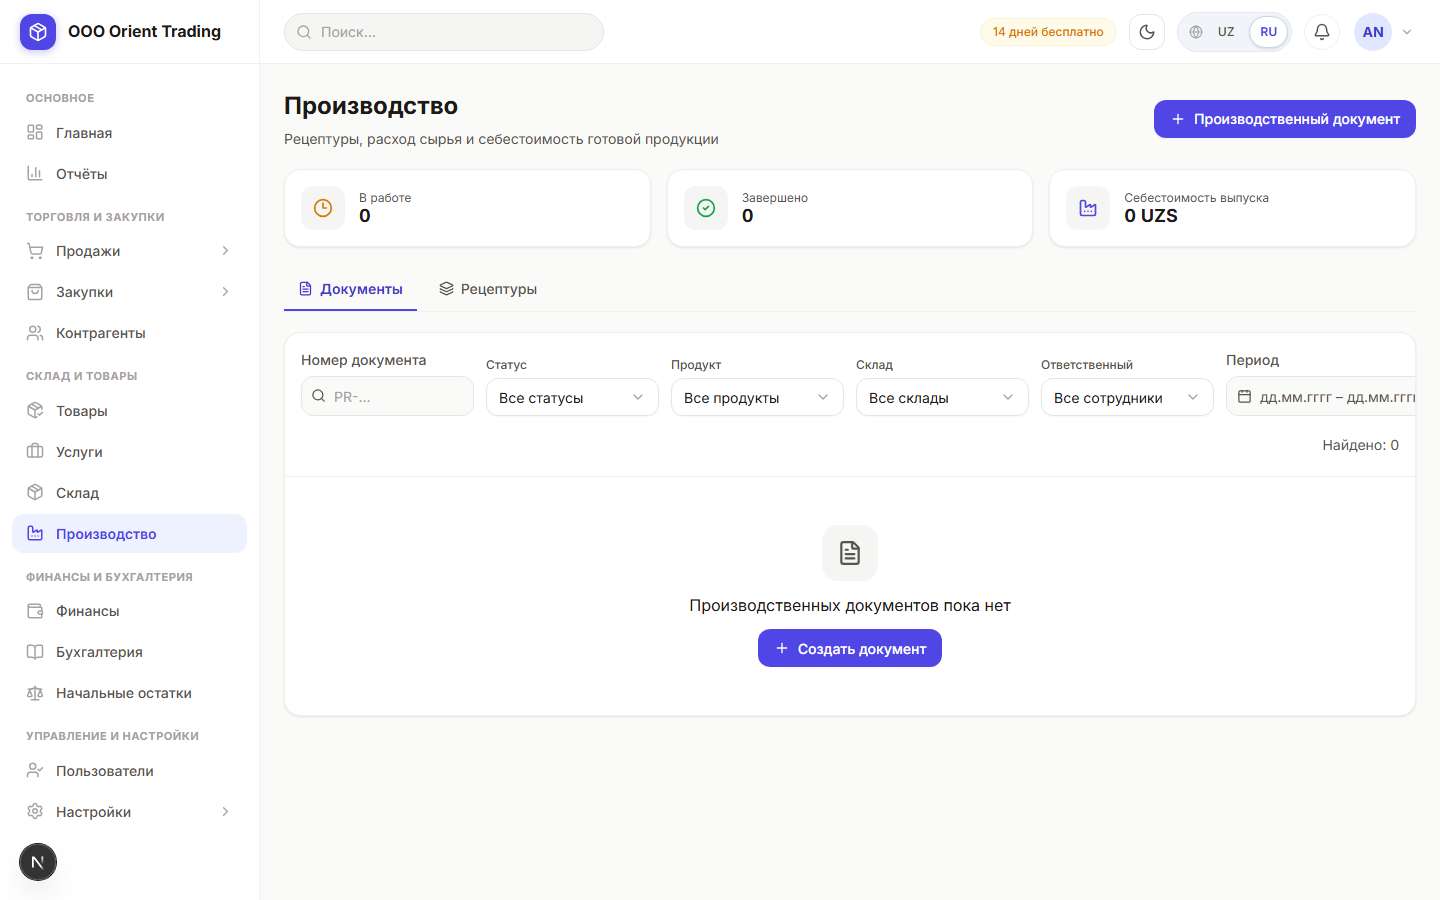 ООО Orient Trading
Поиск...
14 дней бесплатно
UZ
RU
AN
ОСНОВНОЕ
Главная
Отчёты
ТОРГОВЛЯ И ЗАКУПКИ
Продажи
Закупки
Контрагенты
СКЛАД И ТОВАРЫ
Товары
Услуги
Склад
Производство
ФИНАНСЫ И БУХГАЛТЕРИЯ
Финансы
Бухгалтерия
Начальные остатки
УПРАВЛЕНИЕ И НАСТРОЙКИ
Пользователи
Настройки
N
Производство
Рецептуры, расход сырья и себестоимость готовой продукции
Производственный документ
В работе
0
Завершено
0
Себестоимость выпуска
0 UZS
Документы
Рецептуры
Номер документа
PR-...
Статус
Все статусы
Продукт
Все продукты
Склад
Все склады
Ответственный
Все сотрудники
Период
дд.мм.гггг – дд.мм.ггг
Найдено: 0
Производственных документов пока нет
Создать документ